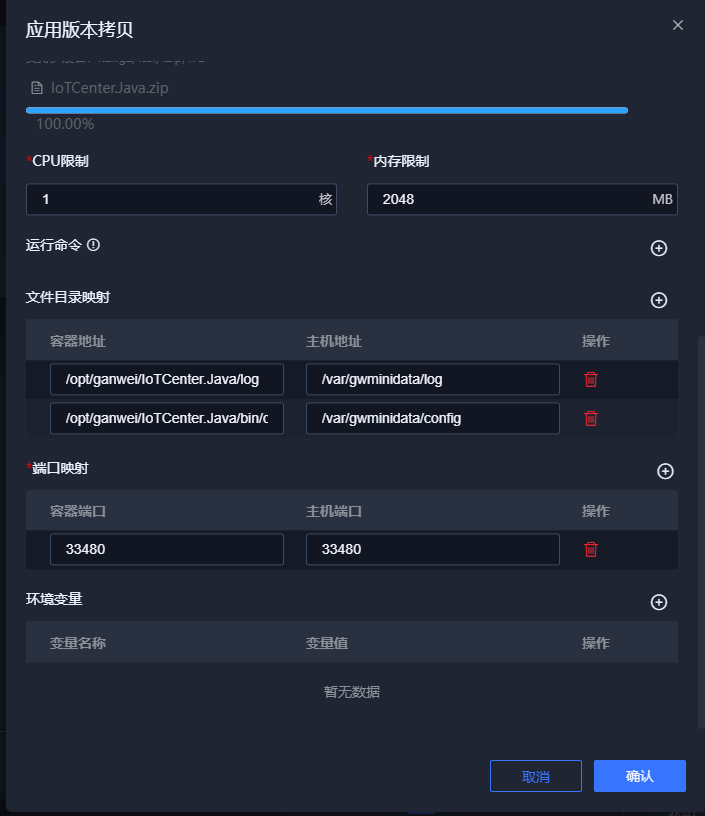 应用版本拷贝
IoTCenter.Java.zip
100.00%
*CPU限制 *内存限制
1 核 2048 MB
运行命令
文件目录映射
容器地址 主机地址 操作
/opt/ganwei/IoTCenter.Java/log /var/gwminidata/log
/opt/ganwei/IoTCenter.Java/bin/c /var/gwminidata/config
*端口映射
容器端口 主机端口 操作
33480 33480
环境变量
变量名称 变量值 操作
暂无数据
取消 确认